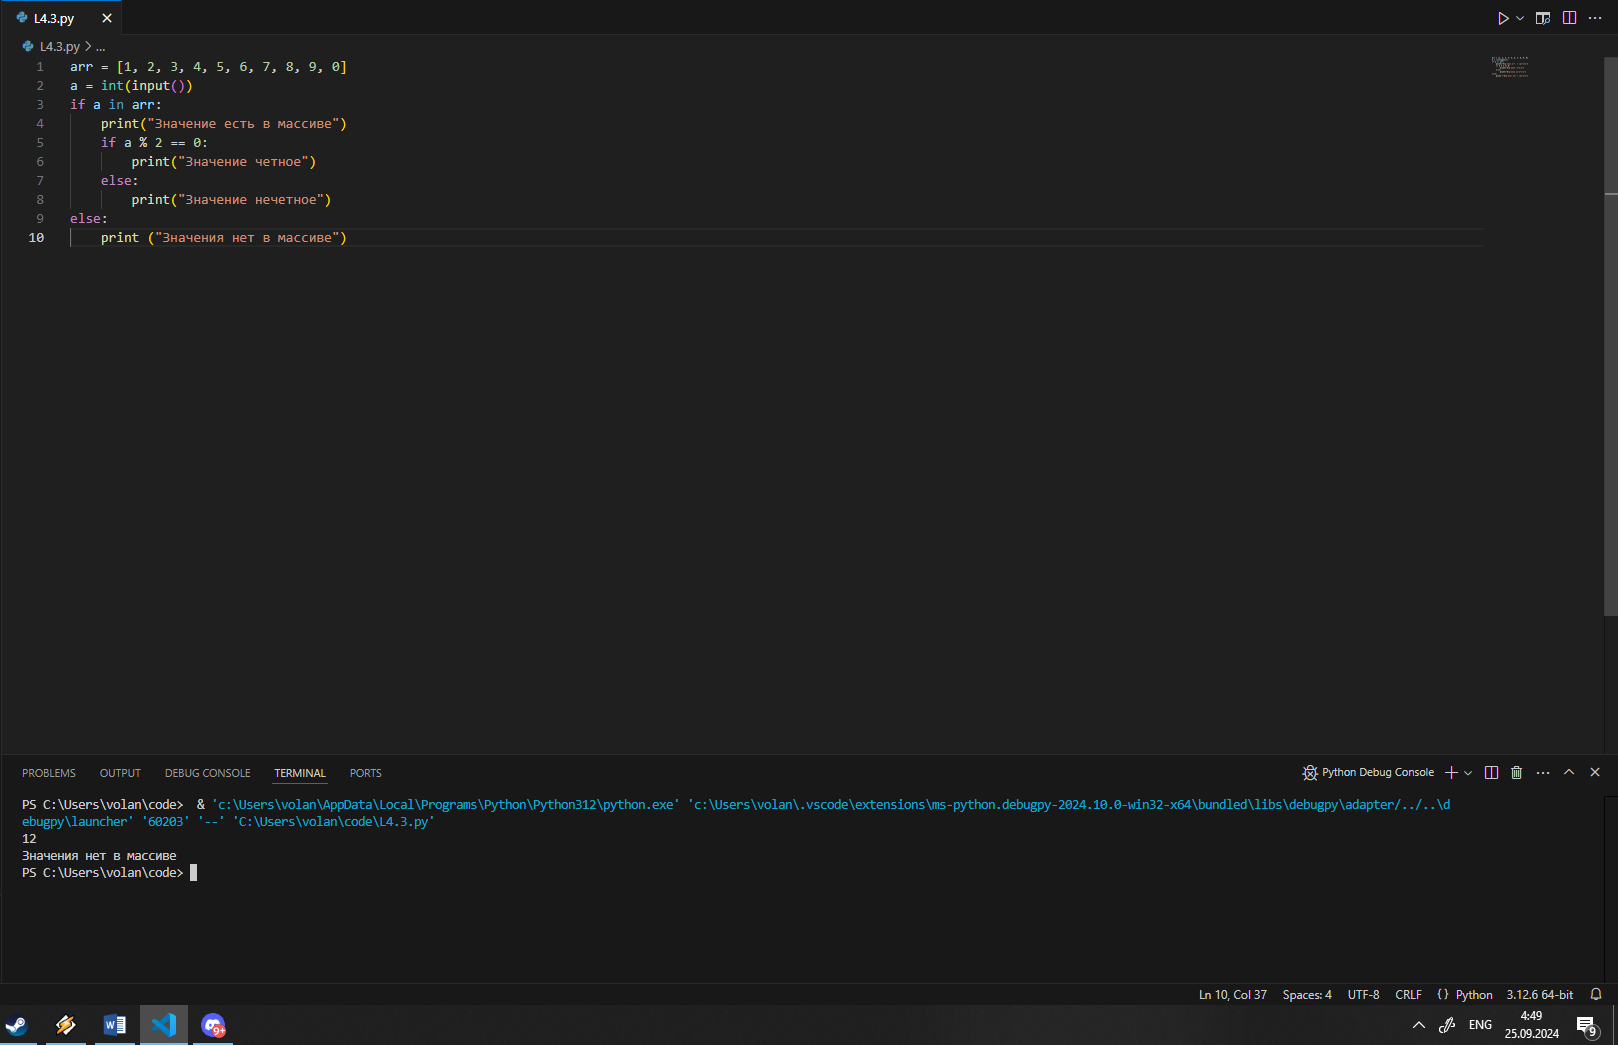 L4.3.py
L4.3.py > ...
1 arr = [1, 2, 3, 4, 5, 6, 7, 8, 9, 0]
2 a = int(input())
3 if a in arr:
4     print("Значение есть в массиве")
5     if a % 2 == 0:
6         print("Значение четное")
7     else:
8         print("Значение нечетное")
9 else:
10     print ("Значения нет в массиве")
PROBLEMS OUTPUT DEBUG CONSOLE TERMINAL PORTS Python Debug Console
PS C:\Users\volan\code>  & 'c:\Users\volan\AppData\Local\Programs\Python\Python312\python.exe' 'c:\Users\volan\.vscode\extensions\ms-python.debugpy-2024.10.0-win32-x64\bundled\libs\debugpy\adapter/../..\d
ebugpy\launcher' '60203' '--' 'C:\Users\volan\code\L4.3.py'
12
Значения нет в массиве
PS C:\Users\volan\code>
Ln 10, Col 37 Spaces: 4 UTF-8 CRLF {} Python 3.12.6 64-bit
W 9+ ENG 4:49
25.09.2024 9